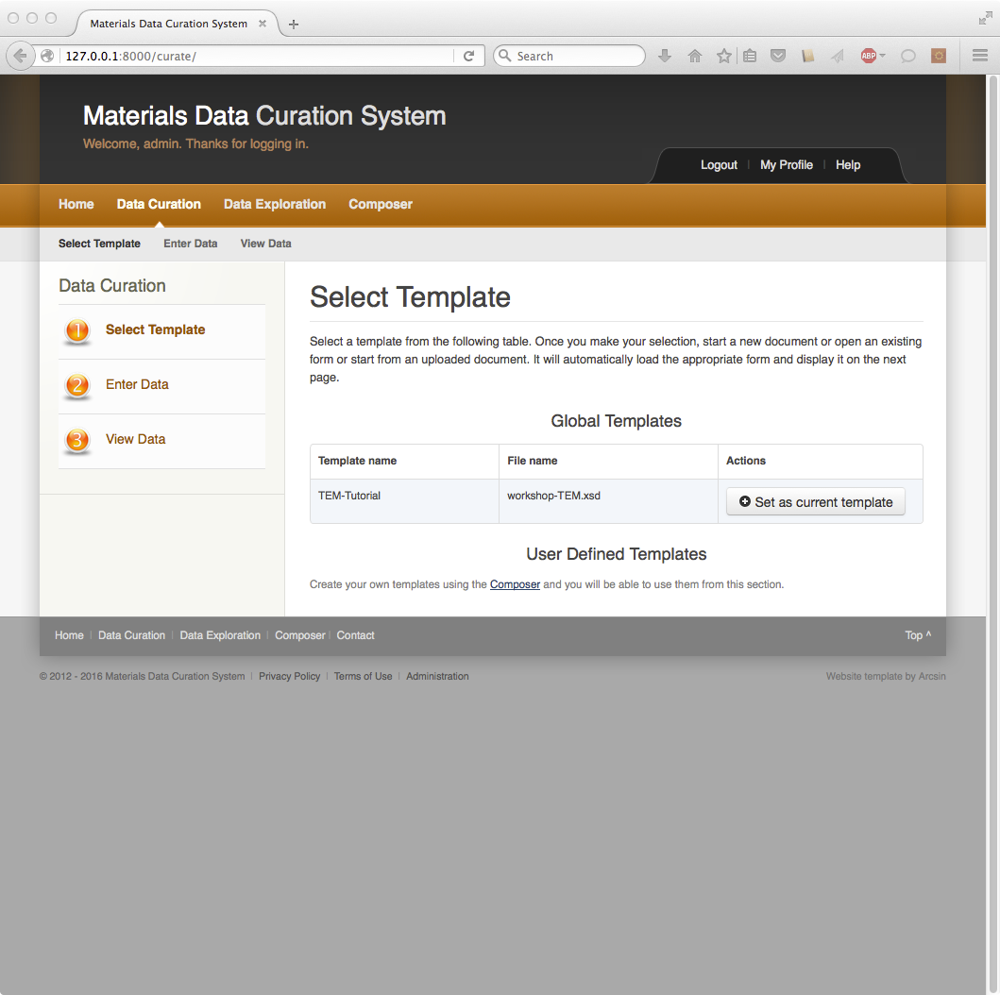 Materials Data Curation System
127.0.0.1:8000/curate/
Search
ABP
Materials Data Curation System
Welcome, admin. Thanks for logging in.
Logout | My Profile | Help
Home Data Curation Data Exploration Composer
Select Template Enter Data View Data
Data Curation
1 Select Template
2 Enter Data
3 View Data
Select Template
Select a template from the following table. Once you make your selection, start a new document or open an existing
form or start from an uploaded document. It will automatically load the appropriate form and display it on the next
page.
Global Templates
Template name File name Actions
TEM-Tutorial workshop-TEM.xsd Set as current template
User Defined Templates
Create your own templates using the Composer and you will be able to use them from this section.
Home | Data Curation | Data Exploration | Composer | Contact Top ^
© 2012 - 2016 Materials Data Curation System | Privacy Policy | Terms of Use | Administration Website template by Arcsin